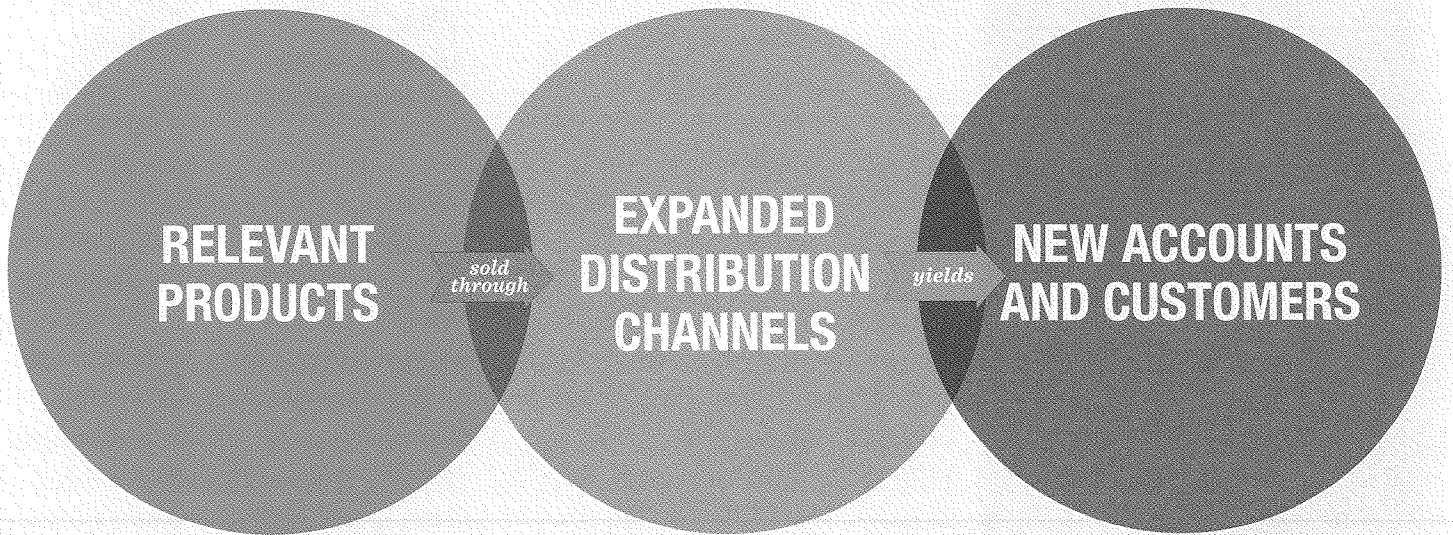 RELEVANT
PRODUCTS
sold
through
EXPANDED
DISTRIBUTION
CHANNELS
yields
NEW ACCOUNTS
AND CUSTOMERS